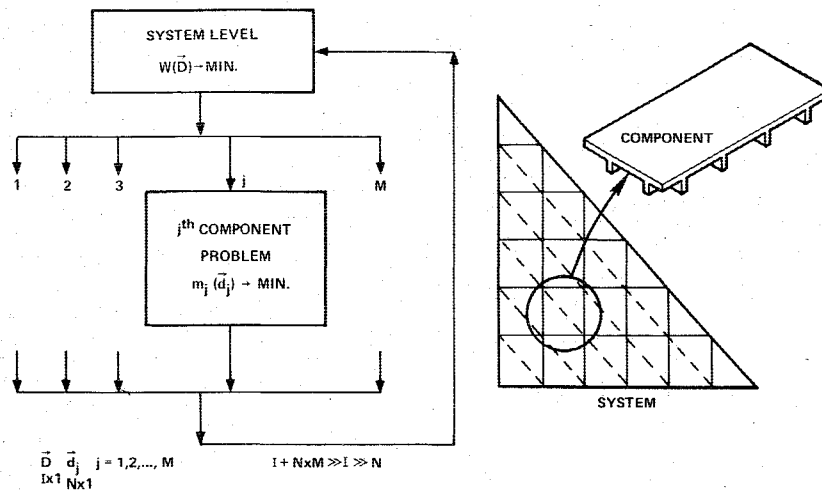 SYSTEM LEVEL
W(D⃗)→MIN.
1 2 3 j M
jth COMPONENT
PROBLEM
mj (d⃗j) → MIN.
D⃗ d⃗j j = 1,2,..., M
Ix1 Nx1
I + NxM ≫ I ≫ N
COMPONENT
SYSTEM